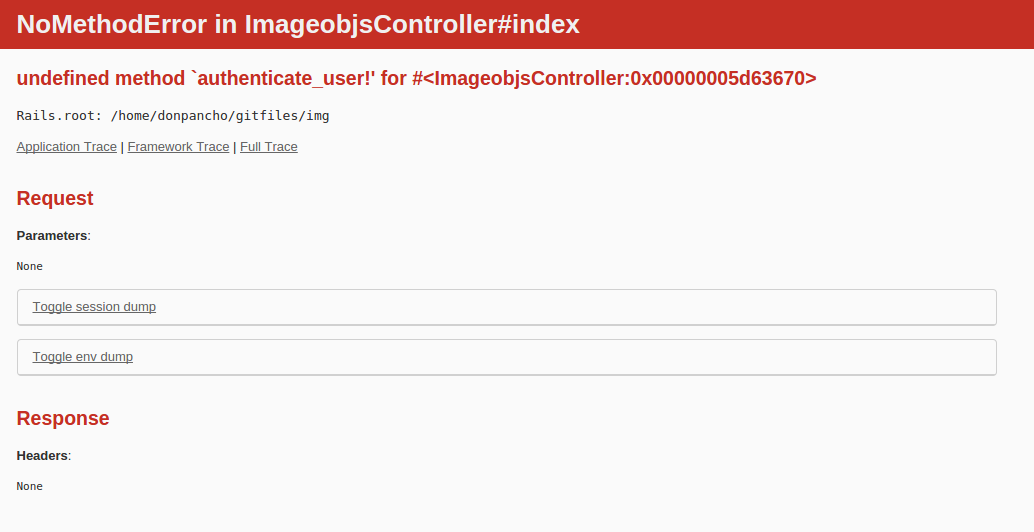 NoMethodError in ImageobjsController#index
undefined method `authenticate_user!' for #<ImageobjsController:0x00000005d63670>
Rails.root: /home/donpancho/gitfiles/img
Application Trace | Framework Trace | Full Trace
Request
Parameters:
None
Toggle session dump
Toggle env dump
Response
Headers:
None